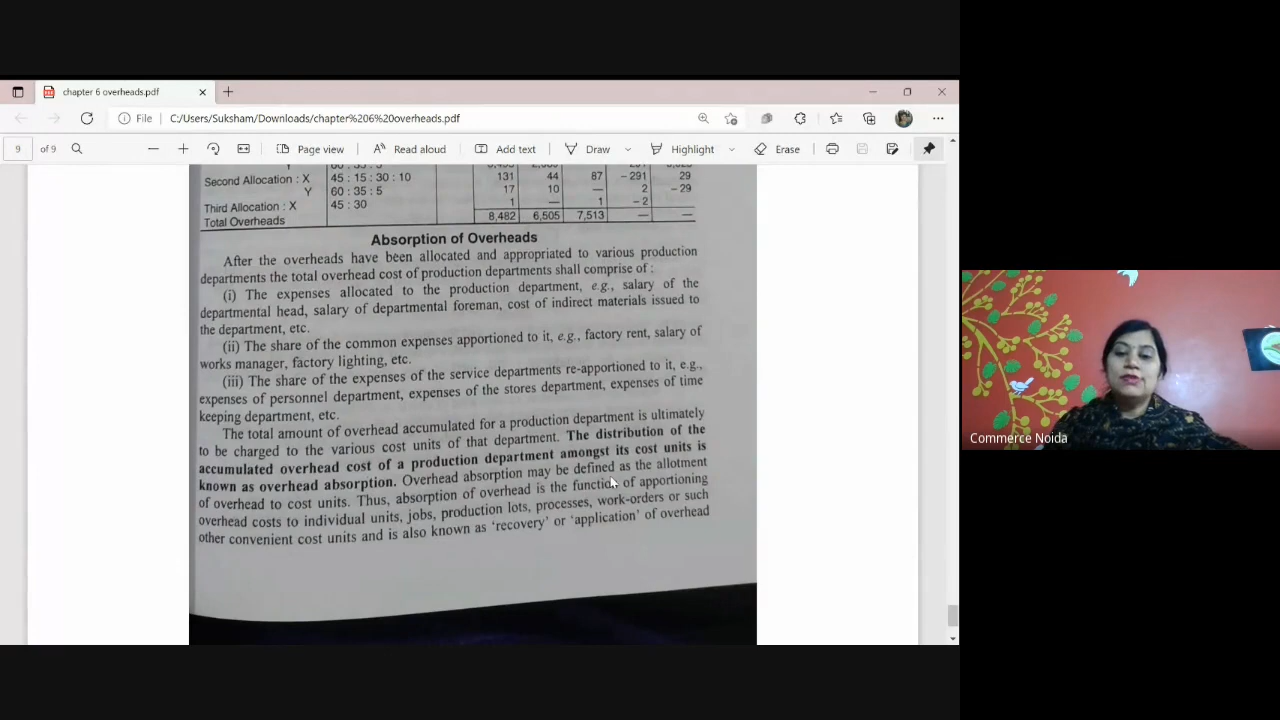 chapter 6 overheads.pdf
File
C:/Users/Suksham/Downloads/chapter%206%20overheads.pdf
9 of 9
Page view
Read aloud
Add text
Draw
Highlight
Erase
Second Allocation : X 45 : 15 : 30 : 10 131 44 87 – 291 29
Y 60 : 35 : 5 17 10 — 2 – 29
Third Allocation : X 45 : 30 1 — 1 – 2
Total Overheads 8,482 6,505 7,513 — —
Absorption of Overheads
After the overheads have been allocated and appropriated to various production
departments the total overhead cost of production departments shall comprise of :
(i) The expenses allocated to the production department, e.g., salary of the
departmental head, salary of departmental foreman, cost of indirect materials issued to
the department, etc.
(ii) The share of the common expenses apportioned to it, e.g., factory rent, salary of
works manager, factory lighting, etc.
(iii) The share of the expenses of the service departments re-apportioned to it, e.g.,
expenses of personnel department, expenses of the stores department, expenses of time
keeping department, etc.
The total amount of overhead accumulated for a production department is ultimately
to be charged to the various cost units of that department. The distribution of the
accumulated overhead cost of a production department amongst its cost units is
known as overhead absorption. Overhead absorption may be defined as the allotment
of overhead to cost units. Thus, absorption of overhead is the function of apportioning
overhead costs to individual units, jobs, production lots, processes, work-orders or such
other convenient cost units and is also known as 'recovery' or 'application' of overhead
Commerce Noida